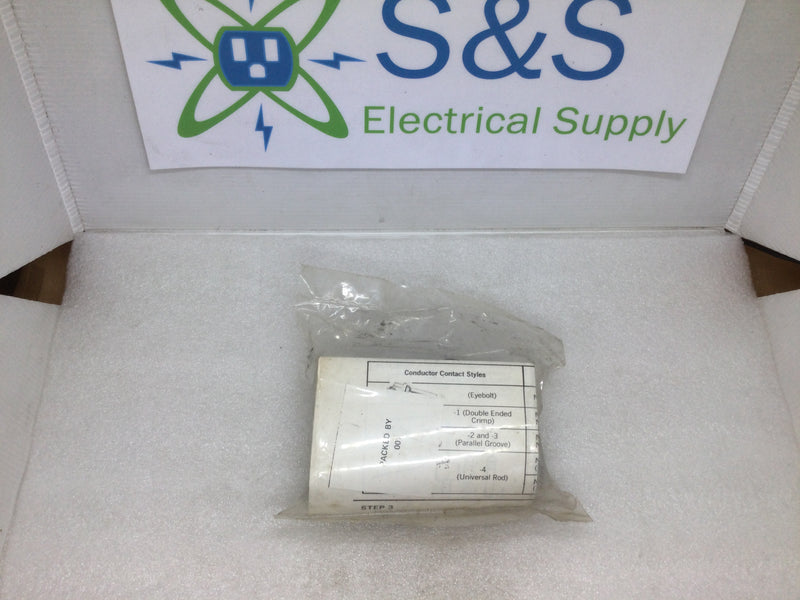 S&S
Electrical Supply
Conductor Contact Styles
(Eyebolt)
-1 (Double Ended
Crimp)
-2 and -3
(Parallel Groove)
-4
(Universal Rod)
PACKED BY
00
STEP 3